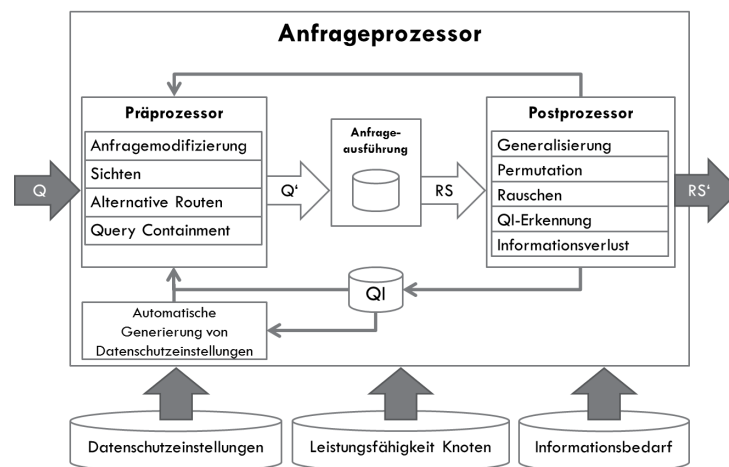 Anfrageprozessor
Präprozessor
Anfragemodifizierung
Sichten
Alternative Routen
Query Containment
Q
Q‘
Anfrage-
ausführung
RS
Postprozessor
Generalisierung
Permutation
Rauschen
QI-Erkennung
Informationsverlust
RS‘
QI
Automatische
Generierung von
Datenschutzeinstellungen
Datenschutzeinstellungen
Leistungsfähigkeit Knoten
Informationsbedarf